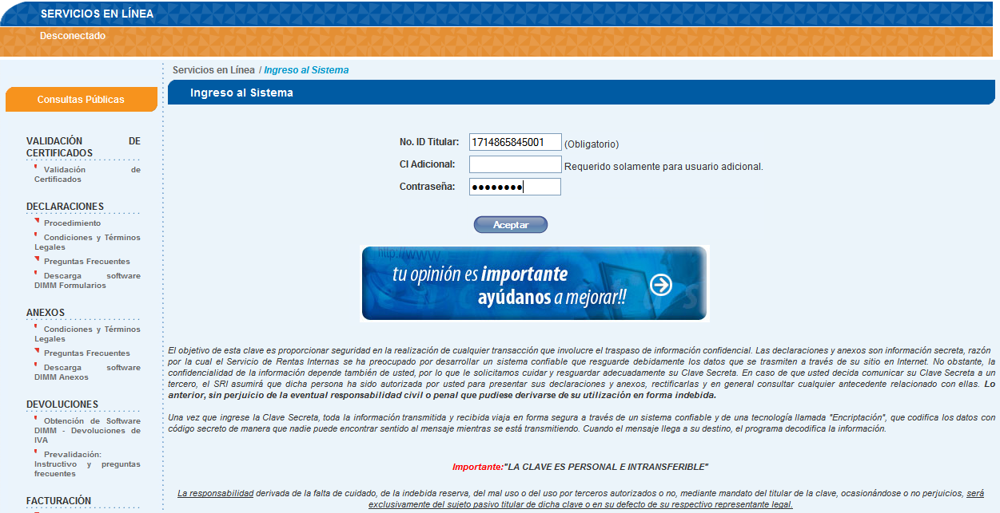 SERVICIOS EN LÍNEA
Desconectado
Servicios en Línea / Ingreso al Sistema
Consultas Públicas
Ingreso al Sistema
VALIDACIÓN DE
CERTIFICADOS
Validación de
Certificados
DECLARACIONES
Procedimiento
Condiciones y Términos
Legales
Preguntas Frecuentes
Descarga software
DIMM Formularios
ANEXOS
Condiciones y Términos
Legales
Preguntas Frecuentes
Descarga software
DIMM Anexos
DEVOLUCIONES
Obtención de Software
DIMM - Devoluciones de
IVA
Prevalidación:
Instructivo y preguntas
frecuentes
FACTURACIÓN
No. ID Titular: 1714865845001 (Obligatorio)
CI Adicional: Requerido solamente para usuario adicional.
Contraseña: ●●●●●●●●
Aceptar
http://www
tu opinión es importante
ayúdanos a mejorar!!
El objetivo de esta clave es proporcionar seguridad en la realización de cualquier transacción que involucre el traspaso de información confidencial. Las declaraciones y anexos son información secreta, razón
por la cual el Servicio de Rentas Internas se ha preocupado por desarrollar un sistema confiable que resguarde debidamente los datos que se trasmiten a través de su sitio en Internet. No obstante, la
confidencialidad de la información depende también de usted, por lo que le solicitamos cuidar y resguardar adecuadamente su Clave Secreta. En caso de que usted decida comunicar su Clave Secreta a un
tercero, el SRI asumirá que dicha persona ha sido autorizada por usted para presentar sus declaraciones y anexos, rectificarlas y en general consultar cualquier antecedente relacionado con ellas. Lo
anterior, sin perjuicio de la eventual responsabilidad civil o penal que pudiese derivarse de su utilización en forma indebida.
Una vez que ingrese la Clave Secreta, toda la información transmitida y recibida viaja en forma segura a través de un sistema confiable y de una tecnología llamada "Encriptación", que codifica los datos con
código secreto de manera que nadie puede encontrar sentido al mensaje mientras se está transmitiendo. Cuando el mensaje llega a su destino, el programa decodifica la información.
Importante:"LA CLAVE ES PERSONAL E INTRANSFERIBLE"
La responsabilidad derivada de la falta de cuidado, de la indebida reserva, del mal uso o del uso por terceros autorizados o no, mediante mandato del titular de la clave, ocasionándose o no perjuicios, será
exclusivamente del sujeto pasivo titular de dicha clave o en su defecto de su respectivo representante legal.